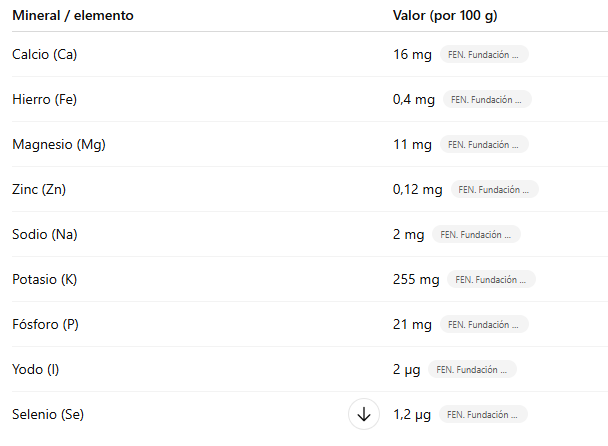 Mineral / elemento Valor (por 100 g)
Calcio (Ca) 16 mg FEN. Fundación ...
Hierro (Fe) 0,4 mg FEN. Fundación ...
Magnesio (Mg) 11 mg FEN. Fundación ...
Zinc (Zn) 0,12 mg FEN. Fundación ...
Sodio (Na) 2 mg FEN. Fundación ...
Potasio (K) 255 mg FEN. Fundación ...
Fósforo (P) 21 mg FEN. Fundación ...
Yodo (I) 2 µg FEN. Fundación ...
Selenio (Se) 1,2 µg FEN. Fundación ...